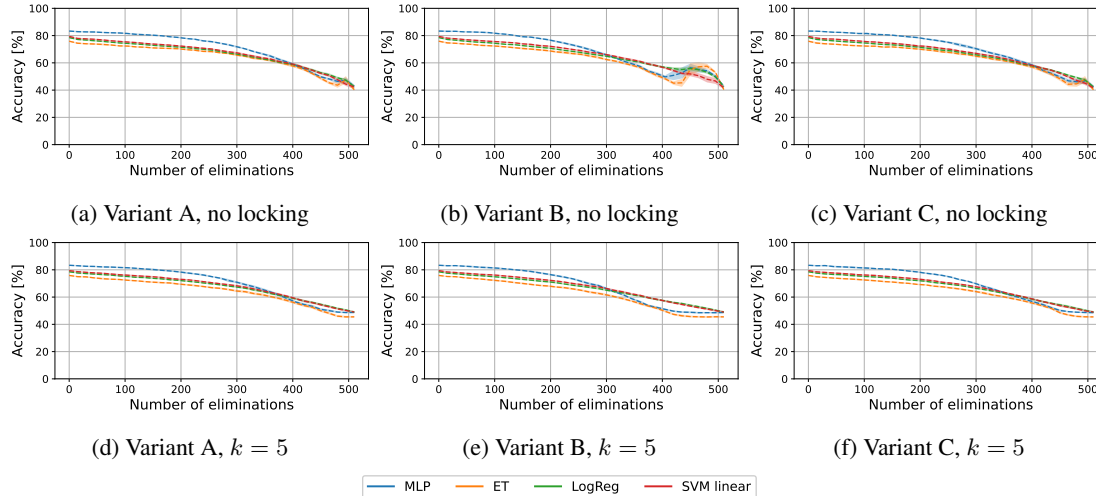 100
80
60
40
20
0
Accuracy [%]
0 100 200 300 400 500
Number of eliminations
(a) Variant A, no locking
100
80
60
40
20
0
Accuracy [%]
0 100 200 300 400 500
Number of eliminations
(b) Variant B, no locking
100
80
60
40
20
0
Accuracy [%]
0 100 200 300 400 500
Number of eliminations
(c) Variant C, no locking
100
80
60
40
20
0
Accuracy [%]
0 100 200 300 400 500
Number of eliminations
(d) Variant A, k = 5
100
80
60
40
20
0
Accuracy [%]
0 100 200 300 400 500
Number of eliminations
(e) Variant B, k = 5
100
80
60
40
20
0
Accuracy [%]
0 100 200 300 400 500
Number of eliminations
(f) Variant C, k = 5
MLP ET LogReg SVM linear